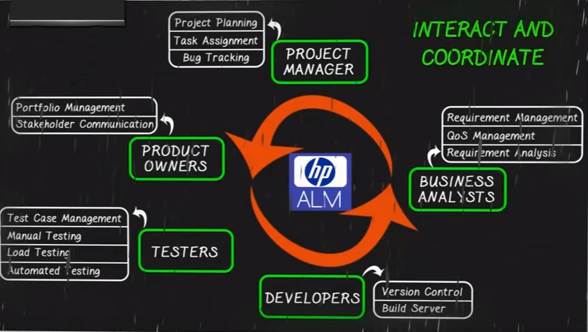 INTERACT AND
COORDINATE
Project Planning
Task Assignment
Bug Tracking
PROJECT
MANAGER
Portfolio Management
Stakeholder Communication
PRODUCT
OWNERS
Requirement Management
QoS Management
Requirement Analysis
BUSINESS
ANALYSTS
hp
ALM
Test Case Management
Manual Testing
Load Testing
Automated Testing
TESTERS
DEVELOPERS
Version Control
Build Server